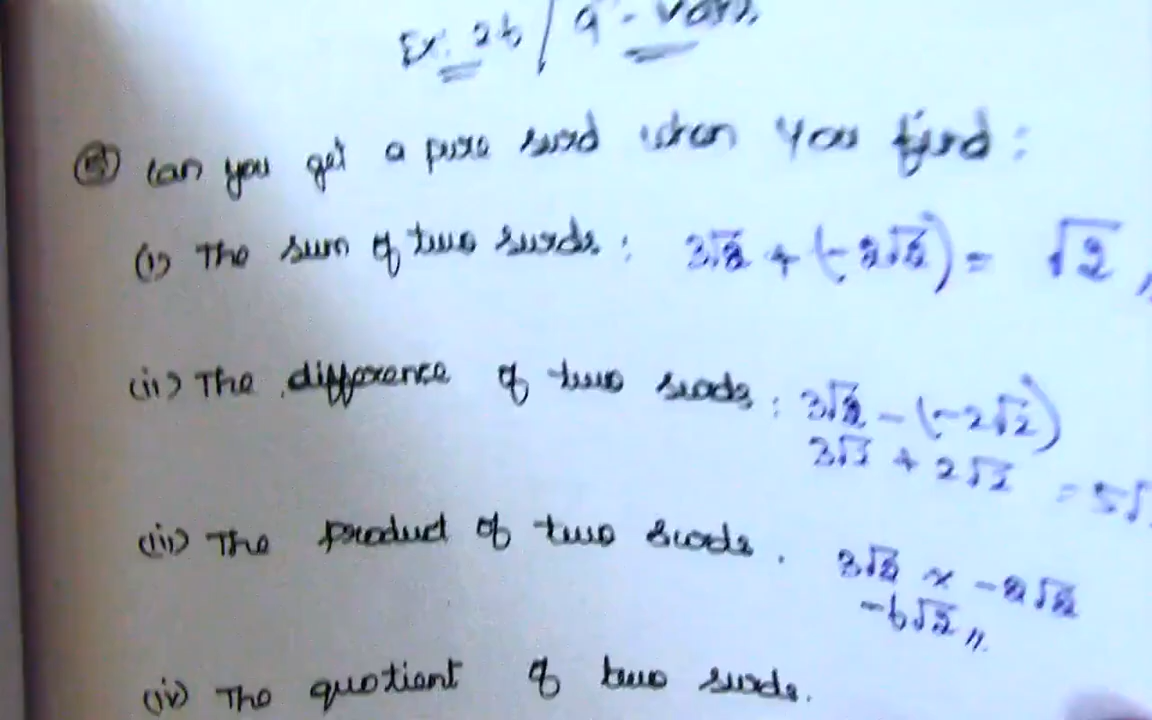 Ex: 2b / 9 -
5) Can you get a pure surd when you find:
(i) The sum of two surds: 3√2 + (-2√2) = √2 "
(ii) The difference of two surds: 3√2 - (-2√2)
3√2 + 2√2 = 5√
(iii) The product of two surds. 3√2 x -2√2
-6√2 "
(iv) The quotient of two surds.